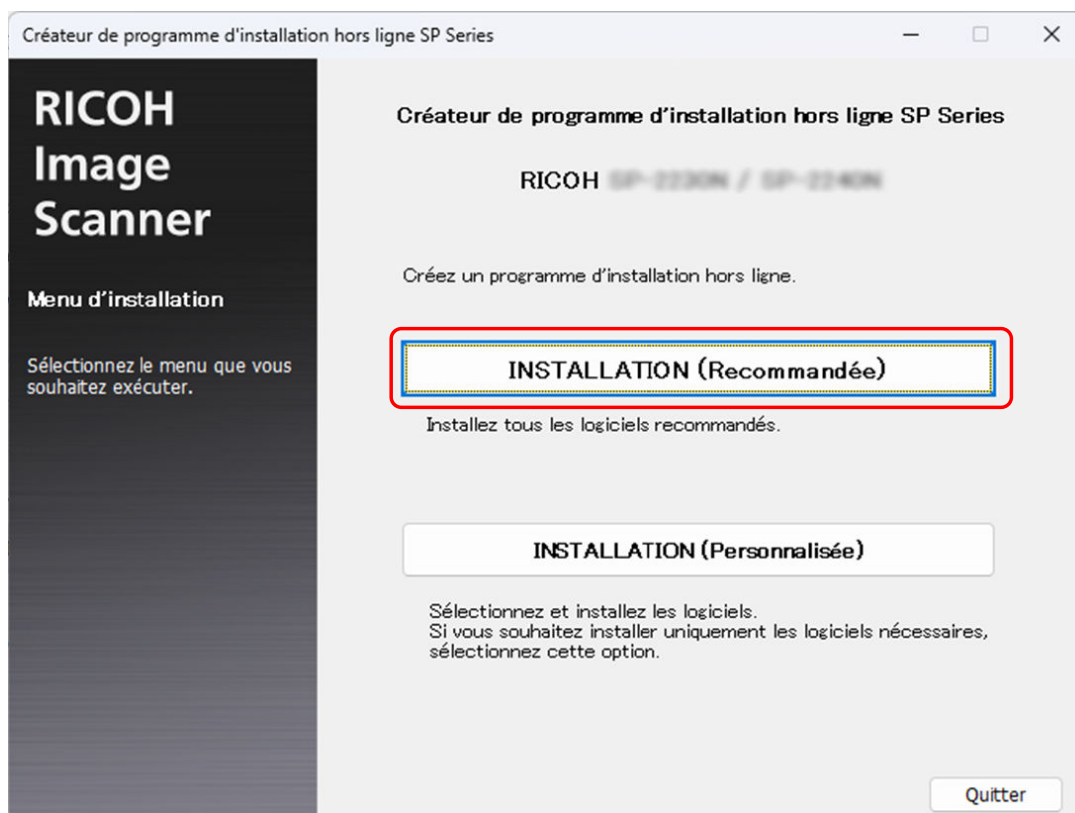 Créateur de programme d'installation hors ligne SP Series
RICOH
Image
Scanner
Menu d'installation
Sélectionnez le menu que vous
souhaitez exécuter.
Créateur de programme d'installation hors ligne SP Series
RICOH
Créez un programme d'installation hors ligne.
INSTALLATION (Recommandée)
Installez tous les logiciels recommandés.
INSTALLATION (Personnalisée)
Sélectionnez et installez les logiciels.
Si vous souhaitez installer uniquement les logiciels nécessaires,
sélectionnez cette option.
Quitter